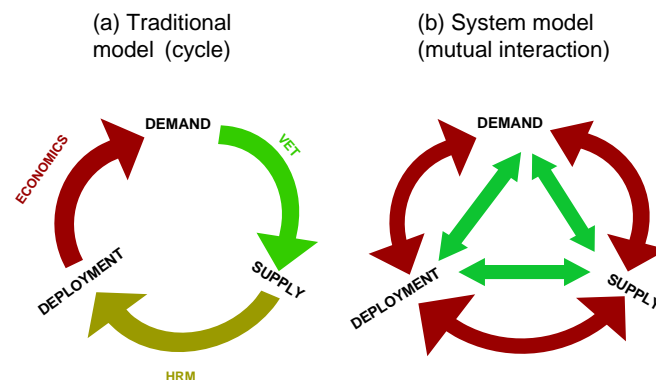 (a) Traditional
model (cycle)
DEMAND
ECONOMICS
VET
DEPLOYMENT
SUPPLY
HRM
(b) System model
(mutual interaction)
DEMAND
DEPLOYMENT
SUPPLY